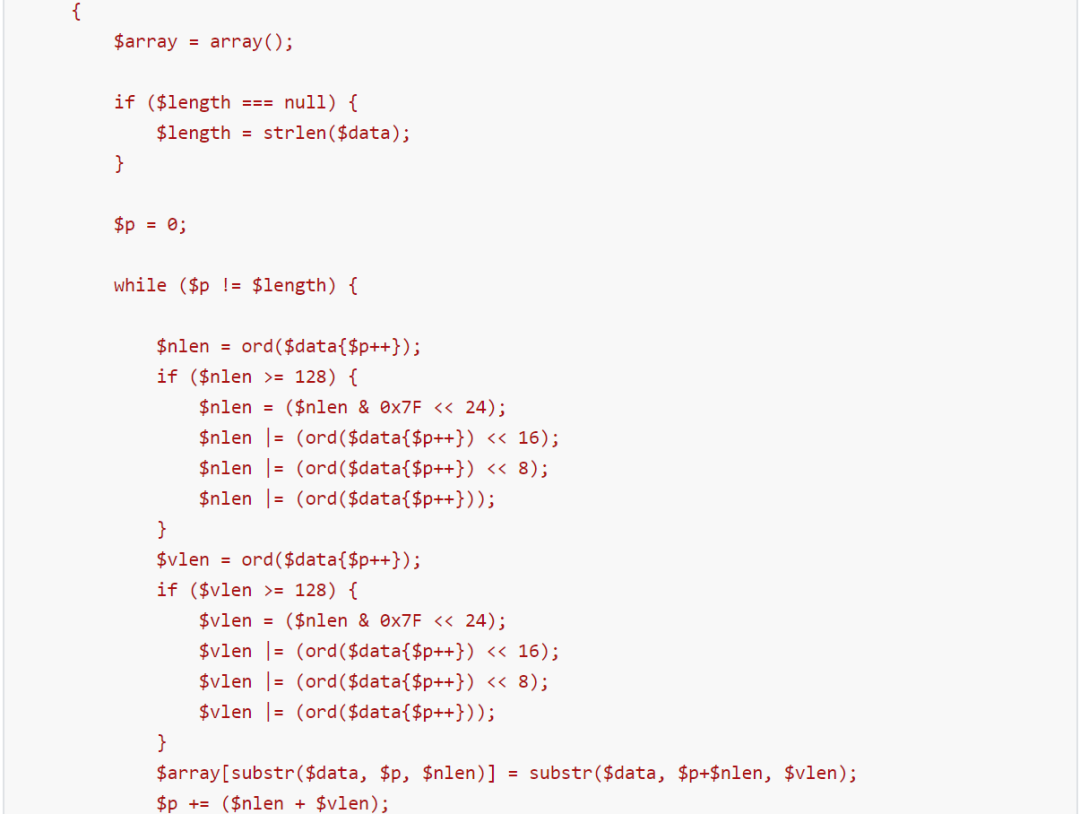 {
$array = array();
if ($length === null) {
$length = strlen($data);
}
$p = 0;
while ($p != $length) {
$nlen = ord($data{$p++});
if ($nlen >= 128) {
$nlen = ($nlen & 0x7F << 24);
$nlen |= (ord($data{$p++}) << 16);
$nlen |= (ord($data{$p++}) << 8);
$nlen |= (ord($data{$p++}));
}
$vlen = ord($data{$p++});
if ($vlen >= 128) {
$vlen = ($nlen & 0x7F << 24);
$vlen |= (ord($data{$p++}) << 16);
$vlen |= (ord($data{$p++}) << 8);
$vlen |= (ord($data{$p++}));
}
$array[substr($data, $p, $nlen)] = substr($data, $p+$nlen, $vlen);
$p += ($nlen + $vlen);